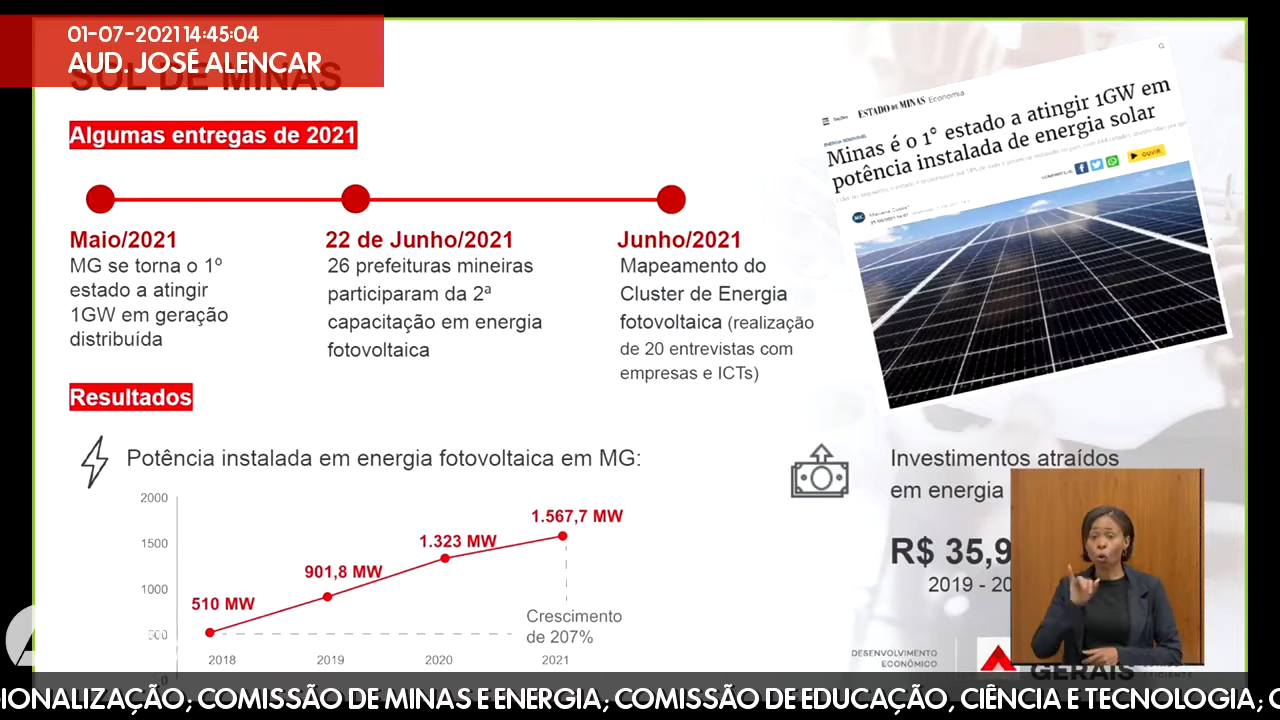 01-07-2021 14:45:04
AUD. JOSÉ ALENCAR
SOL DE MINAS
Algumas entregas de 2021
Maio/2021
MG se torna o 1º
estado a atingir
1GW em geração
distribuída
22 de Junho/2021
26 prefeituras mineiras
participaram da 2ª
capacitação em energia
fotovoltaica
Junho/2021
Mapeamento do
Cluster de Energia
fotovoltaica (realização
de 20 entrevistas com
empresas e ICTs)
ESTADO DE MINAS Economia
Minas é o 1° estado a atingir 1GW em
potência instalada de energia solar
OUVIR
Resultados
Potência instalada em energia fotovoltaica em MG:
2000
1500
1000
500
510 MW
901,8 MW
1.323 MW
1.567,7 MW
Crescimento
de 207%
2018 2019 2020 2021
Investimentos atraídos
em energia
R$ 35,9
2019 - 20
DESENVOLVIMENTO
ECONÔMICO
GERAIS
IONALIZAÇÃO; COMISSÃO DE MINAS E ENERGIA; COMISSÃO DE EDUCAÇÃO, CIÊNCIA E TECNOLOGIA; C